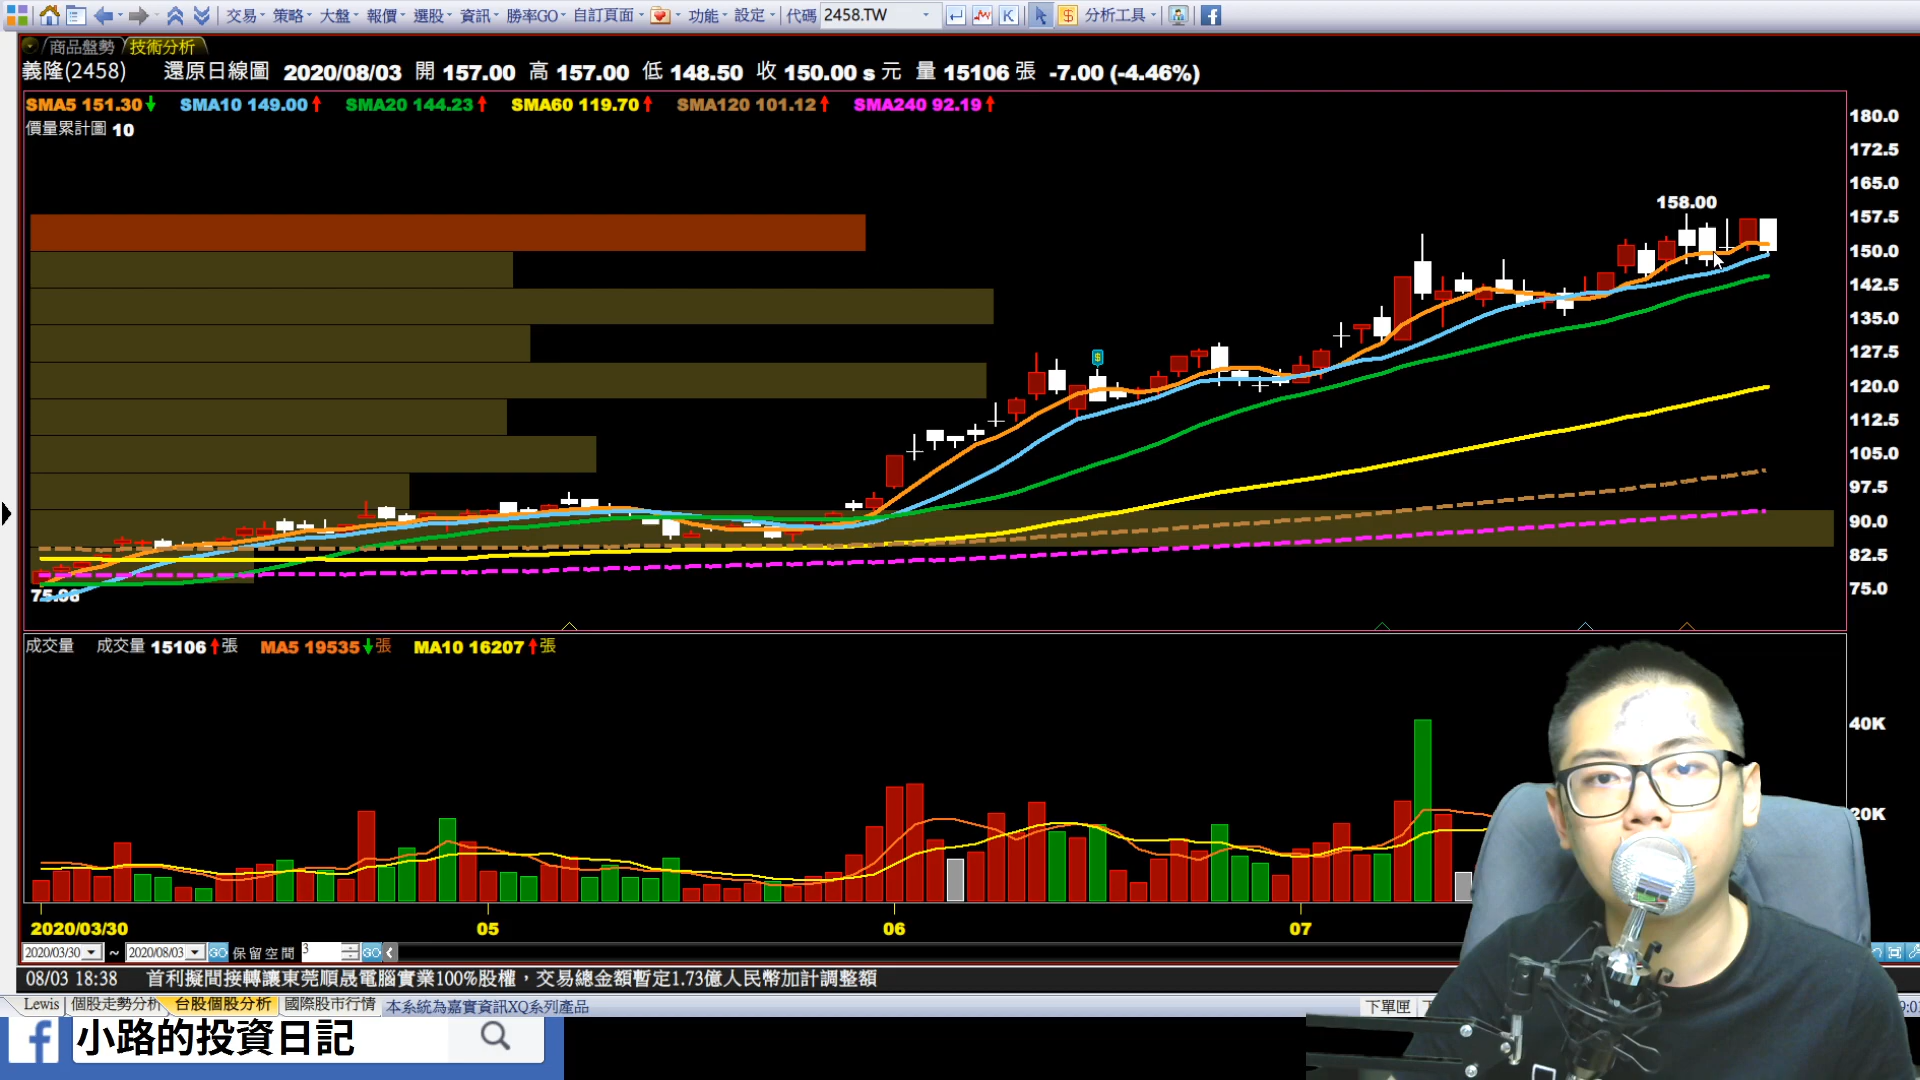 交易 策略 大盤 報價 選股 資訊 勝率GO 自訂頁面 功能 設定 代碼 2458.TW K $ 分析工具
商品盤勢 技術分析
義隆(2458) 還原日線圖 2020/08/03 開 157.00 高 157.00 低 148.50 收 150.00 s 元 量 15106 張 -7.00 (-4.46%)
SMA5 151.30 SMA10 149.00 SMA20 144.23 SMA60 119.70 SMA120 101.12 SMA240 92.19
價量累計圖 10
180.0
172.5
165.0
158.00
157.5
150.0
142.5
135.0
127.5
120.0
112.5
105.0
97.5
90.0
82.5
75.0
$
成交量 成交量 15106 張 MA5 19535 張 MA10 16207 張
40K
20K
2020/03/30 05 06 07
2020/03/30 ~ 2020/08/03 GO 保留空間 3 GO
08/03 18:38 首利擬間接轉讓東莞順晟電腦實業100%股權，交易總金額暫定1.73億人民幣加計調整額
Lewis 個股走勢分析 台股個股分析 國際股市行情 本系統為嘉實資訊XQ系列產品 下單匣
f 小路的投資日記